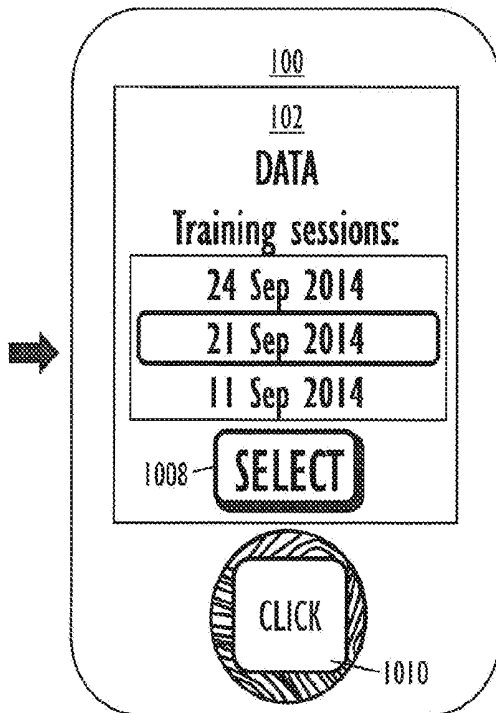 100
102
DATA
Training sessions:
24 Sep 2014
21 Sep 2014
11 Sep 2014
1008
SELECT
CLICK
1010